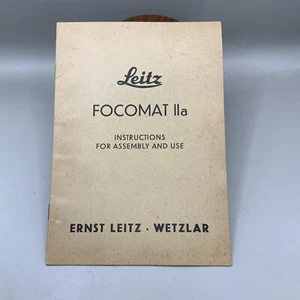 Leitz
FOCOMAT IIa
INSTRUCTIONS
FOR ASSEMBLY AND USE
ERNST LEITZ · WETZLAR